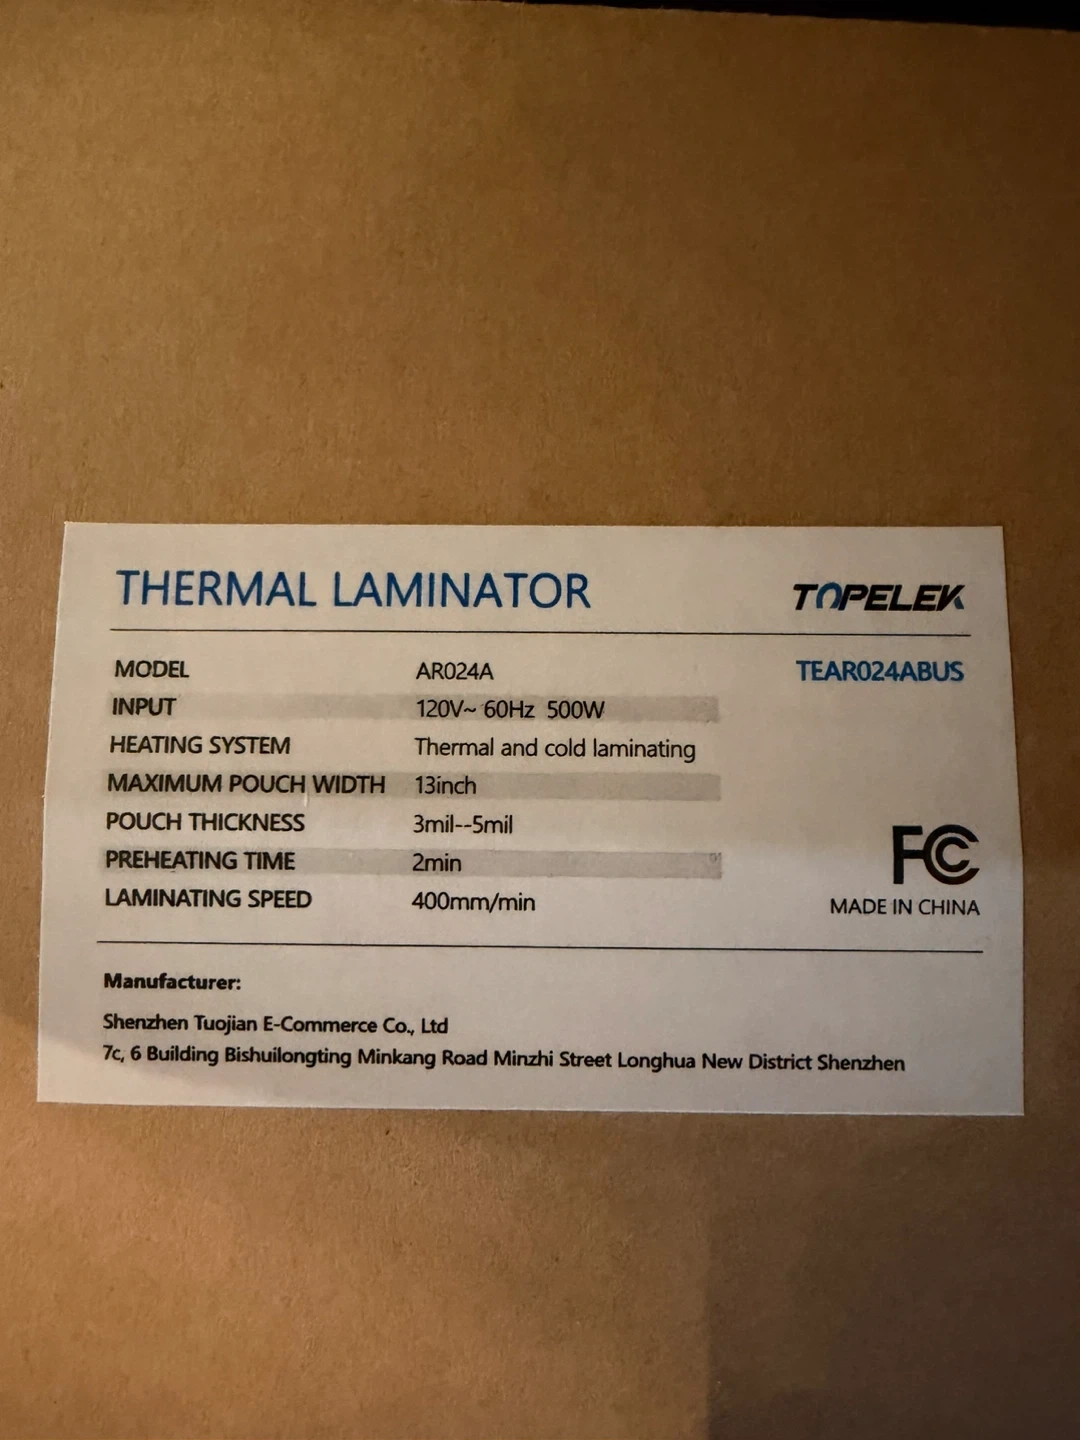 THERMAL LAMINATOR
TOPELEK
MODEL AR024A TEAR024ABUS
INPUT 120V~ 60Hz 500W
HEATING SYSTEM Thermal and cold laminating
MAXIMUM POUCH WIDTH 13inch
POUCH THICKNESS 3mil--5mil
PREHEATING TIME 2min
LAMINATING SPEED 400mm/min
FC
MADE IN CHINA
Manufacturer:
Shenzhen Tuojian E-Commerce Co., Ltd
7c, 6 Building Bishuilongting Minkang Road Minzhi Street Longhua New District Shenzhen